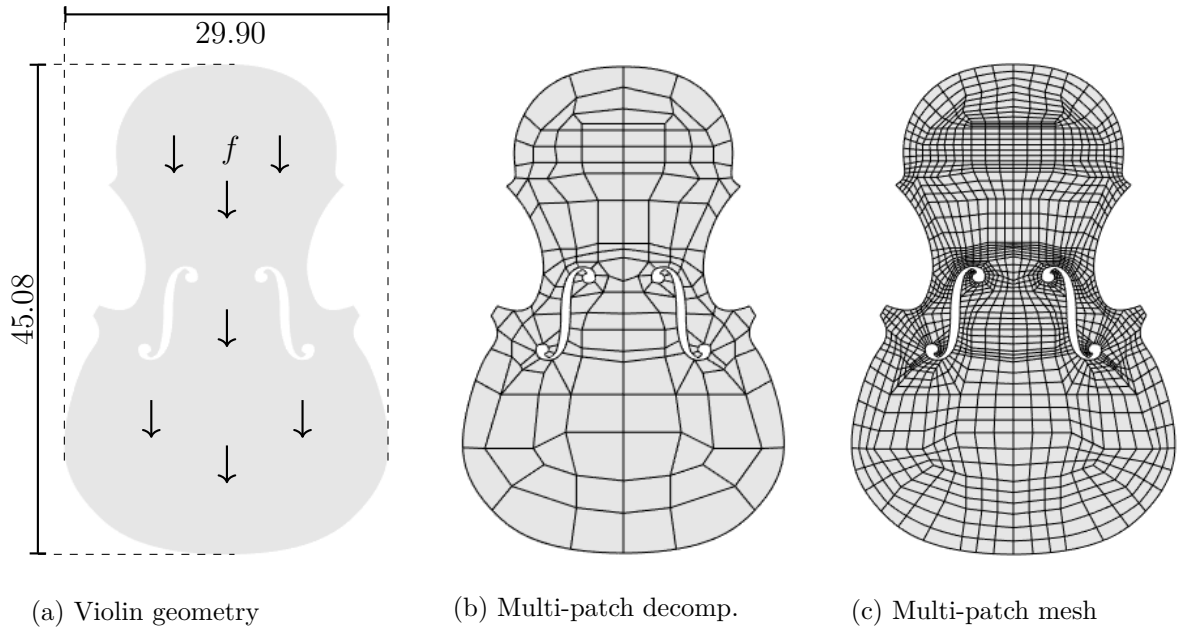 29.90
45.08
f
(a) Violin geometry
(b) Multi-patch decomp.
(c) Multi-patch mesh